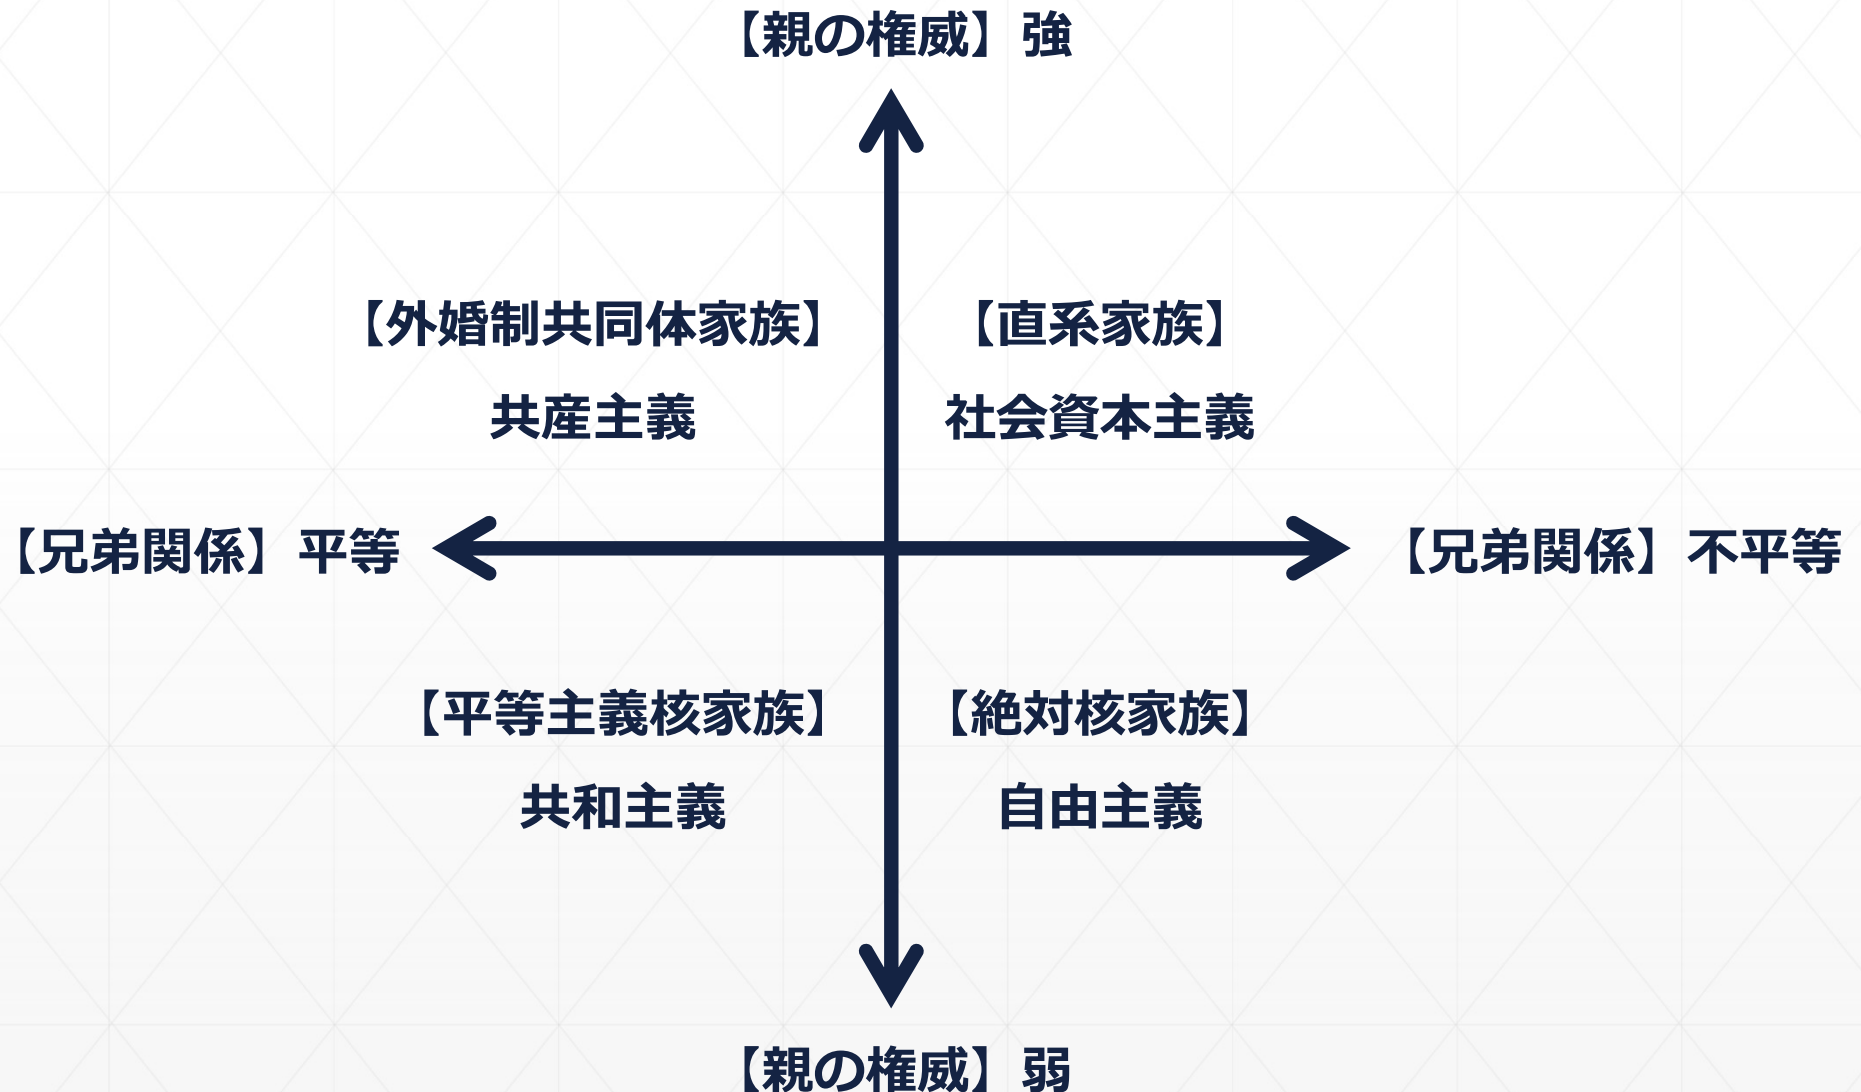 【親の権威】強
【外婚制共同体家族】
共産主義
【直系家族】
社会資本主義
【兄弟関係】平等
【兄弟関係】不平等
【平等主義核家族】
共和主義
【絶対核家族】
自由主義
【親の権威】弱